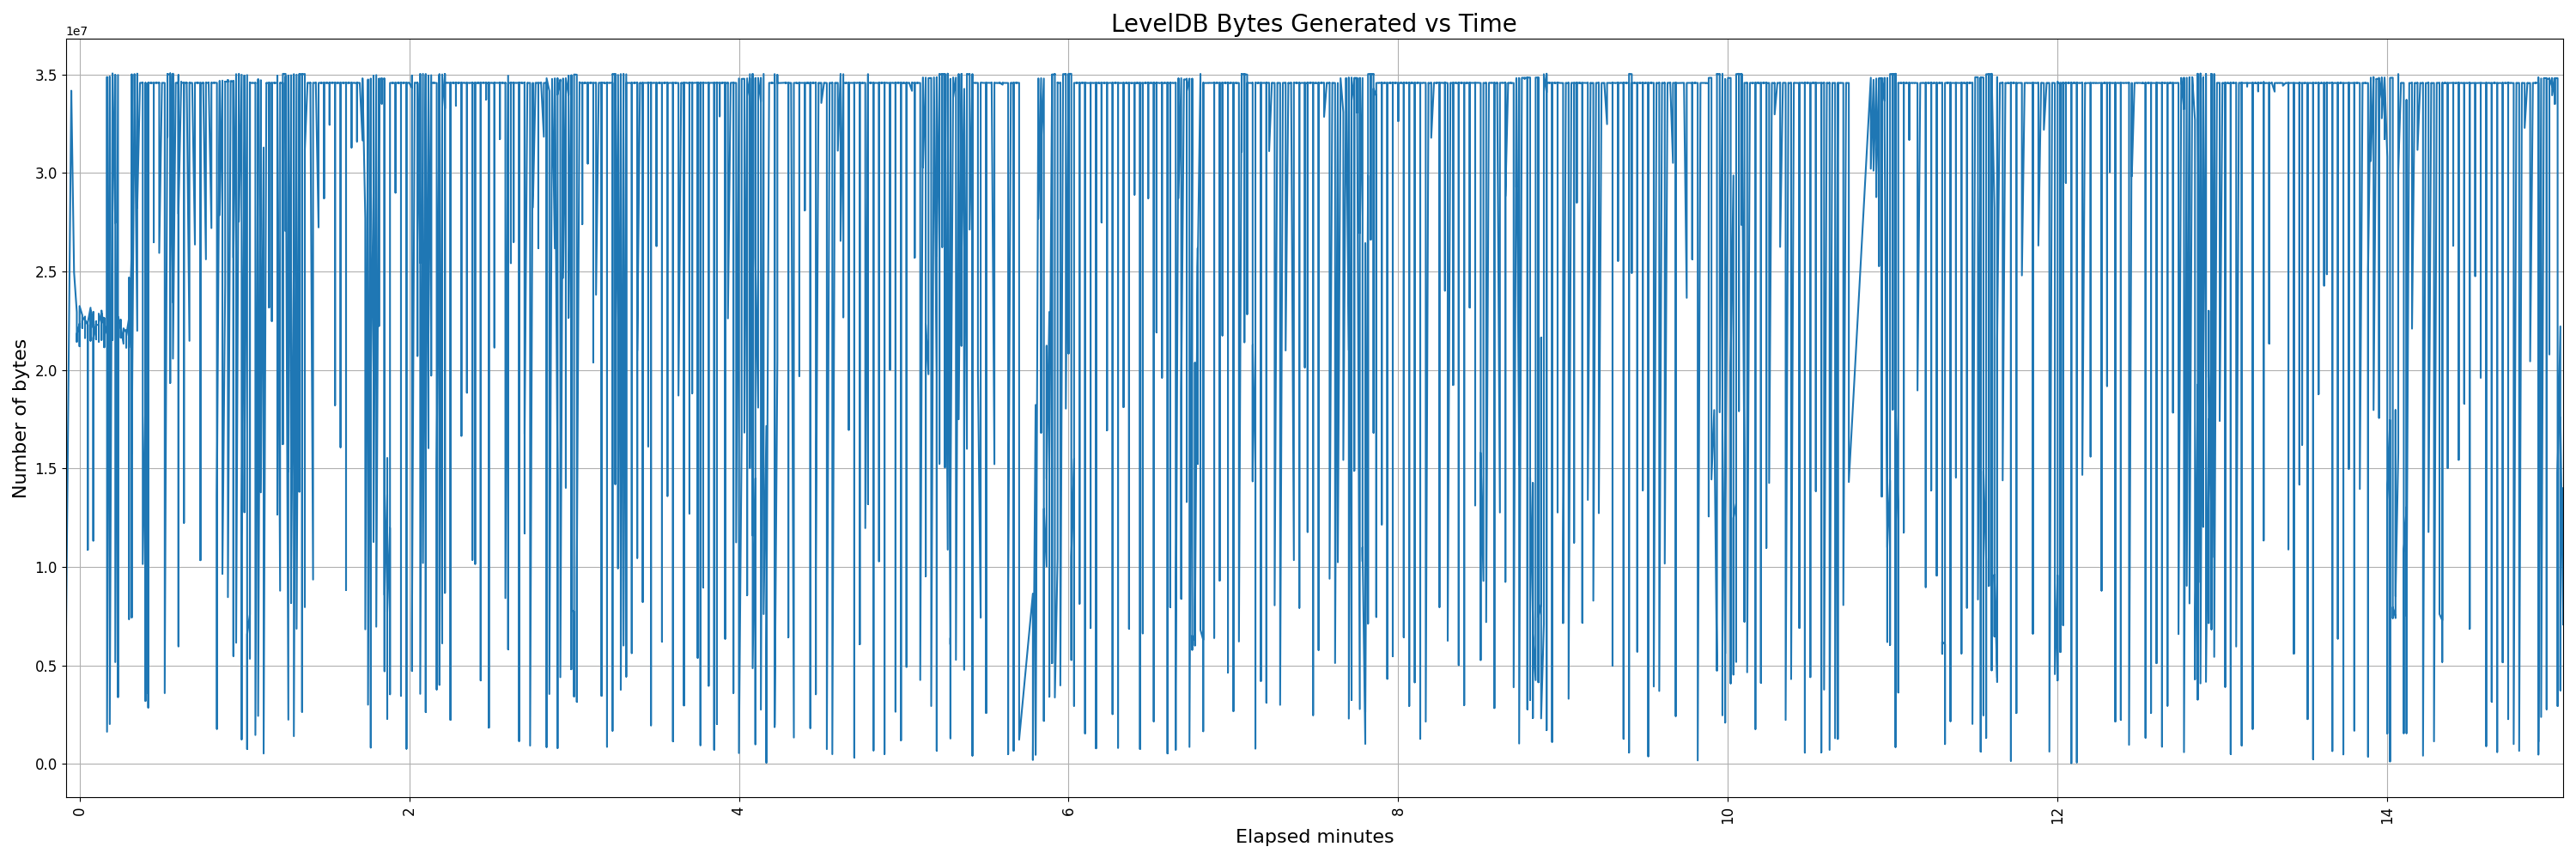 LevelDB Bytes Generated vs Time
1e7
3.5
3.0
2.5
2.0
1.5
1.0
0.5
0.0
Number of bytes
0 2 4 6 8 10 12 14
Elapsed minutes